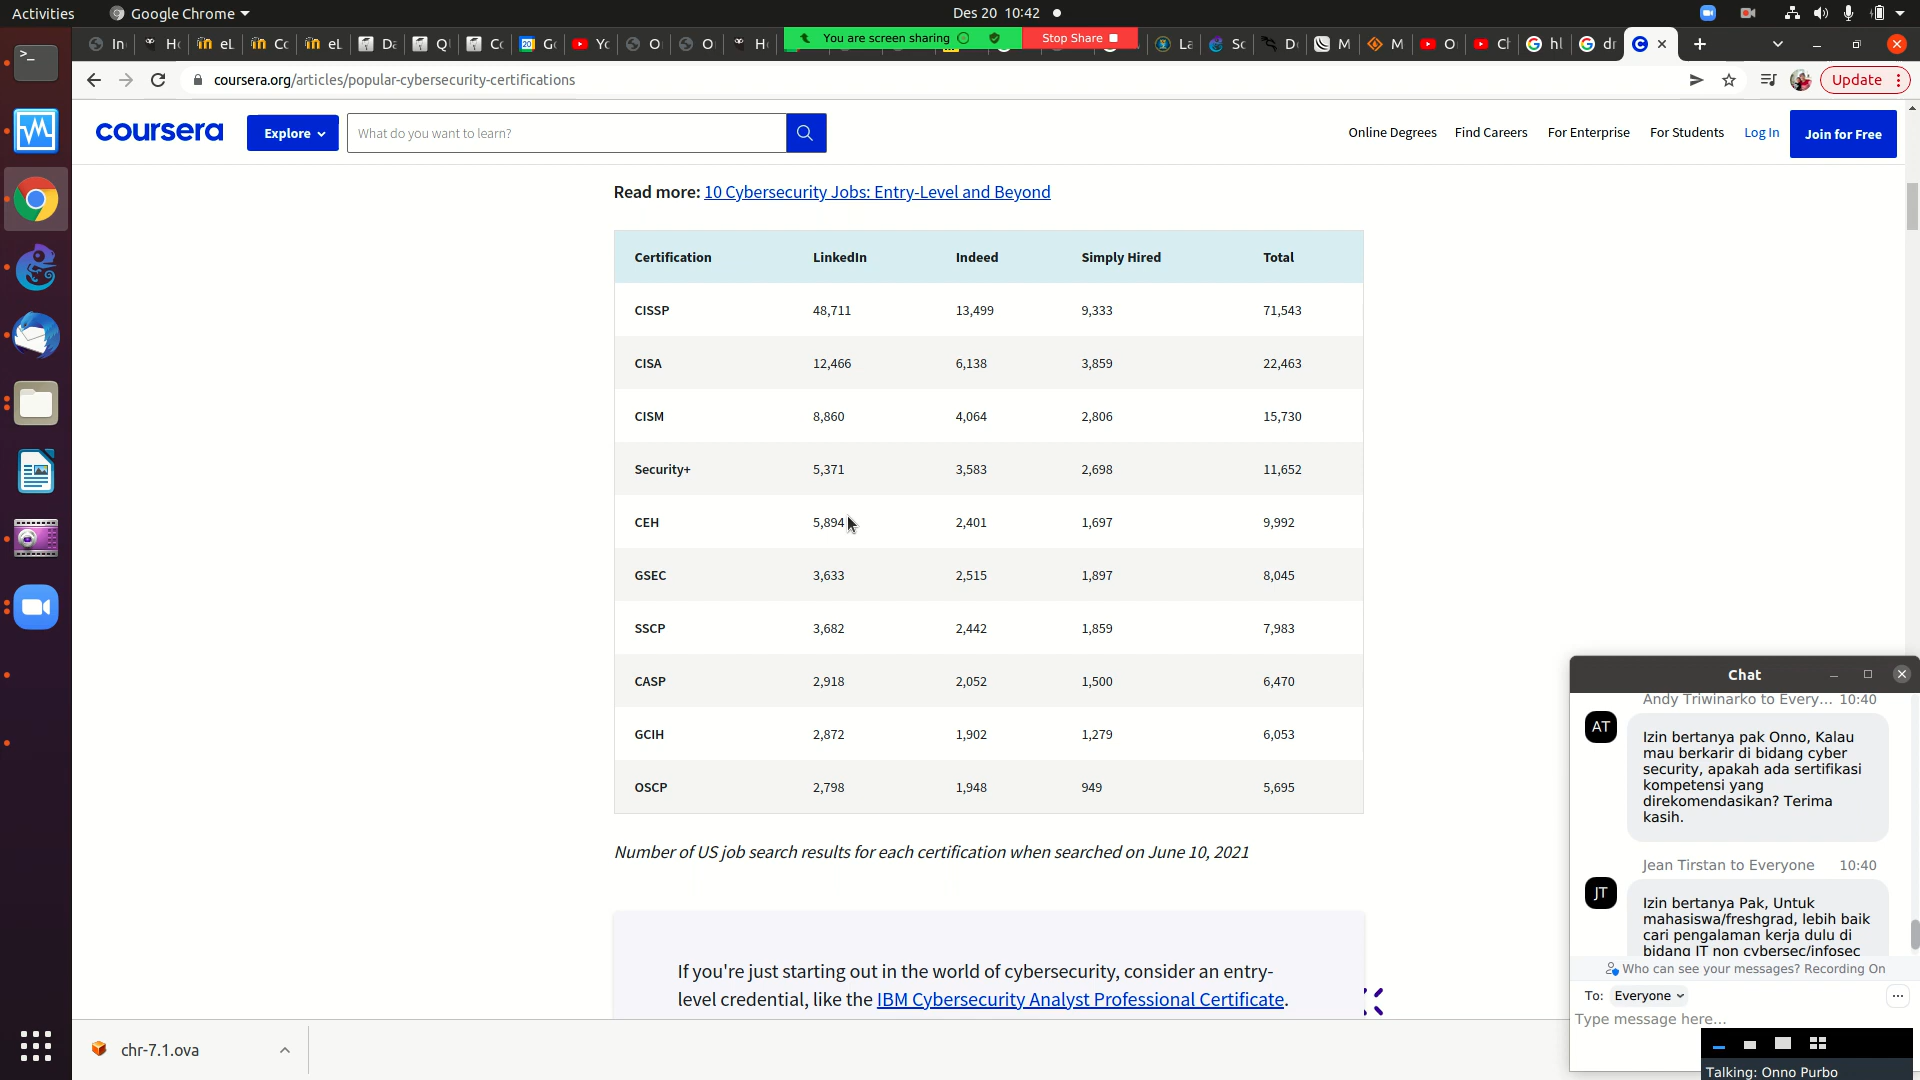 Activities Google Chrome Des 20 10:42
You are screen sharing Stop Share
coursera.org/articles/popular-cybersecurity-certifications Update
coursera Explore What do you want to learn? Online Degrees Find Careers For Enterprise For Students Log In Join for Free
Read more: 10 Cybersecurity Jobs: Entry-Level and Beyond
Certification LinkedIn Indeed Simply Hired Total
CISSP 48,711 13,499 9,333 71,543
CISA 12,466 6,138 3,859 22,463
CISM 8,860 4,064 2,806 15,730
Security+ 5,371 3,583 2,698 11,652
CEH 5,894 2,401 1,697 9,992
GSEC 3,633 2,515 1,897 8,045
SSCP 3,682 2,442 1,859 7,983
CASP 2,918 2,052 1,500 6,470
GCIH 2,872 1,902 1,279 6,053
OSCP 2,798 1,948 949 5,695
Number of US job search results for each certification when searched on June 10, 2021
If you're just starting out in the world of cybersecurity, consider an entry-
level credential, like the IBM Cybersecurity Analyst Professional Certificate.
chr-7.1.ova
Chat
Andy Triwinarko to Every... 10:40
AT
Izin bertanya pak Onno, Kalau
mau berkarir di bidang cyber
security, apakah ada sertifikasi
kompetensi yang
direkomendasikan? Terima
kasih.
Jean Tirstan to Everyone 10:40
JT
Izin bertanya Pak, Untuk
mahasiswa/freshgrad, lebih baik
cari pengalaman kerja dulu di
bidang IT non cybersec/infosec
Who can see your messages? Recording On
To: Everyone
Type message here...
Talking: Onno Purbo